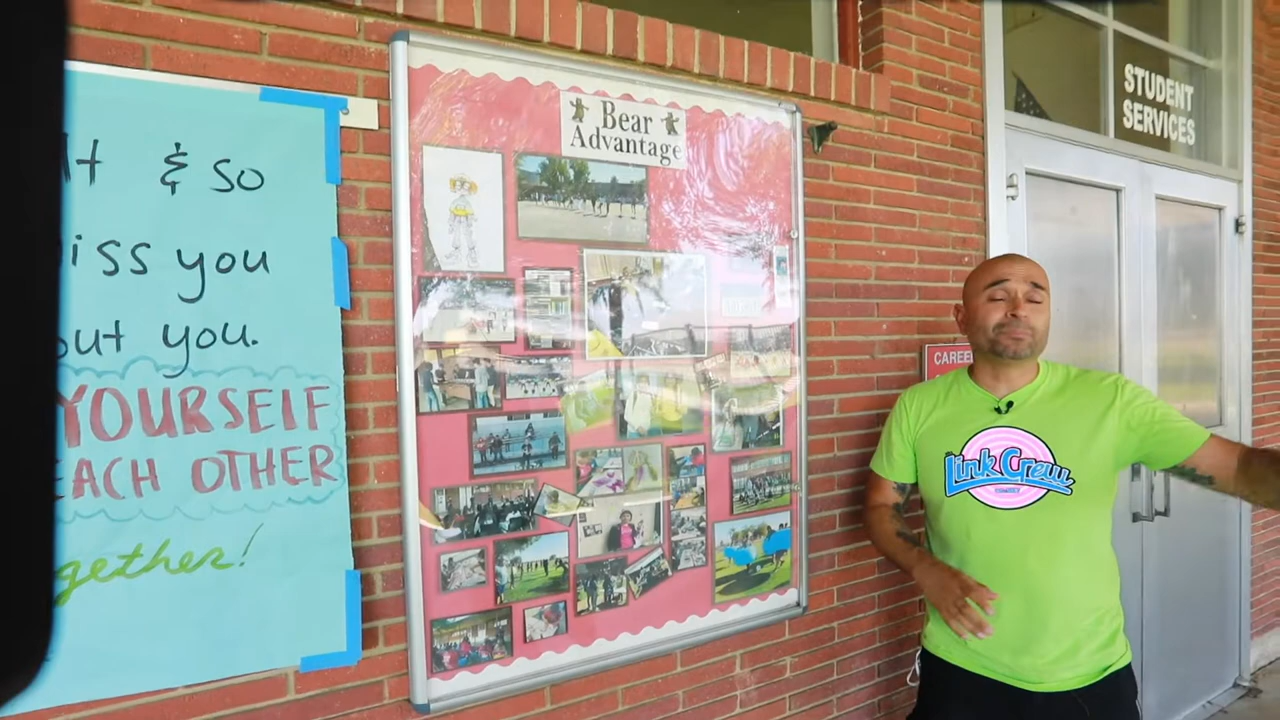 & so
iss you
out you.
YOURSELF
EACH OTHER
gether!
Bear
Advantage
STUDENT
SERVICES
CAREE
Link Crew